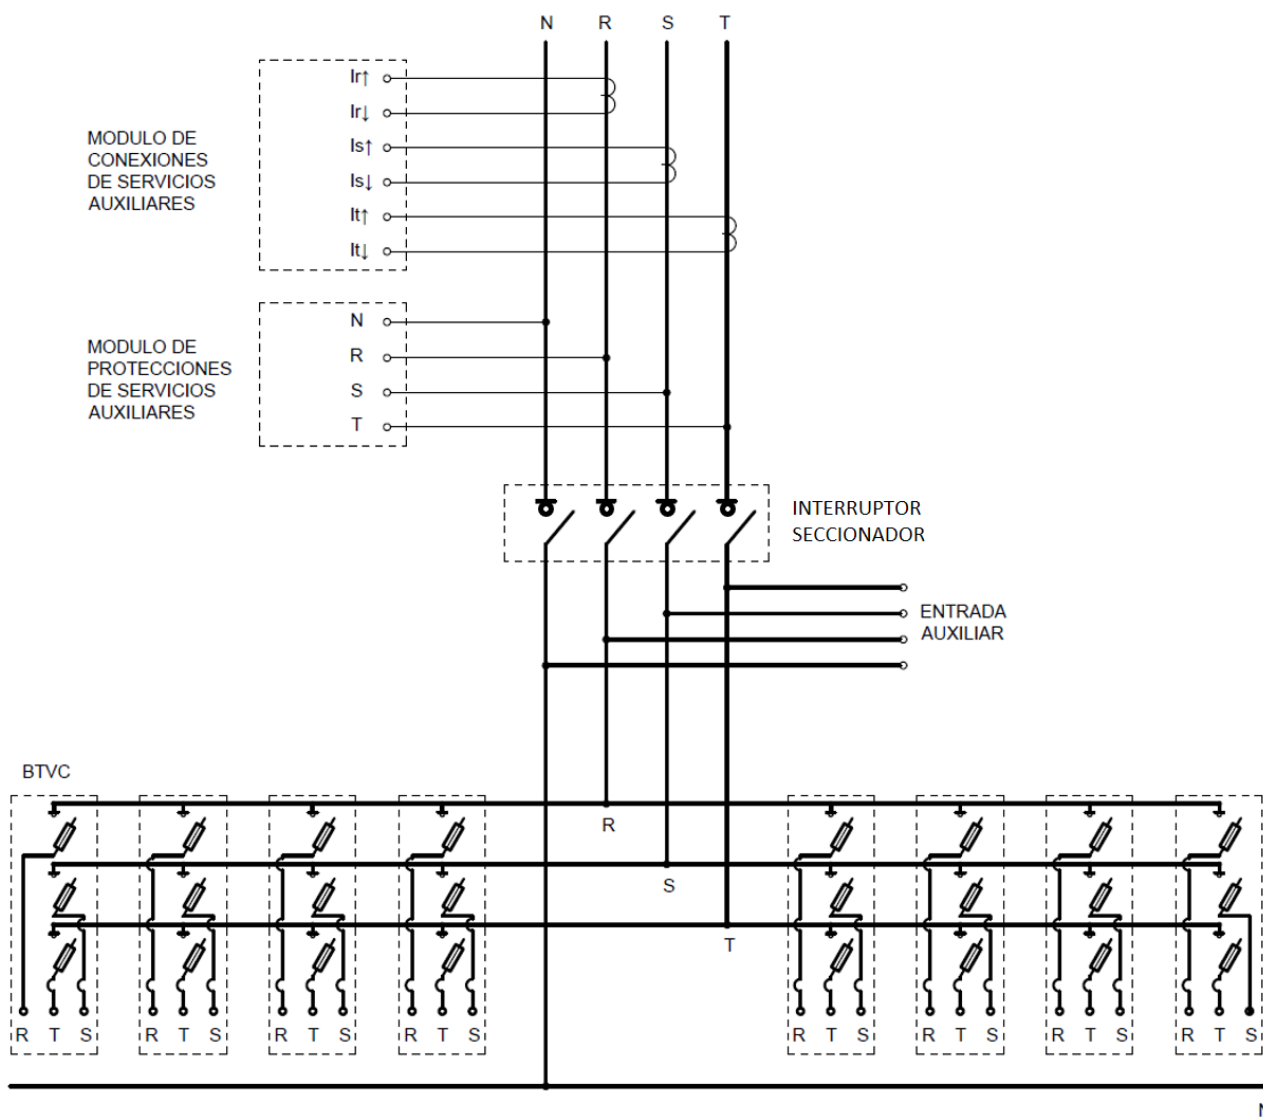 N R S T
Ir↑
Ir↓
Is↑
Is↓
It↑
It↓
MODULO DE
CONEXIONES
DE SERVICIOS
AUXILIARES
N
R
S
T
MODULO DE
PROTECCIONES
DE SERVICIOS
AUXILIARES
INTERRUPTOR
SECCIONADOR
ENTRADA
AUXILIAR
BTVC
R
S
T
R T S R T S R T S R T S R T S R T S R T S R T S
N